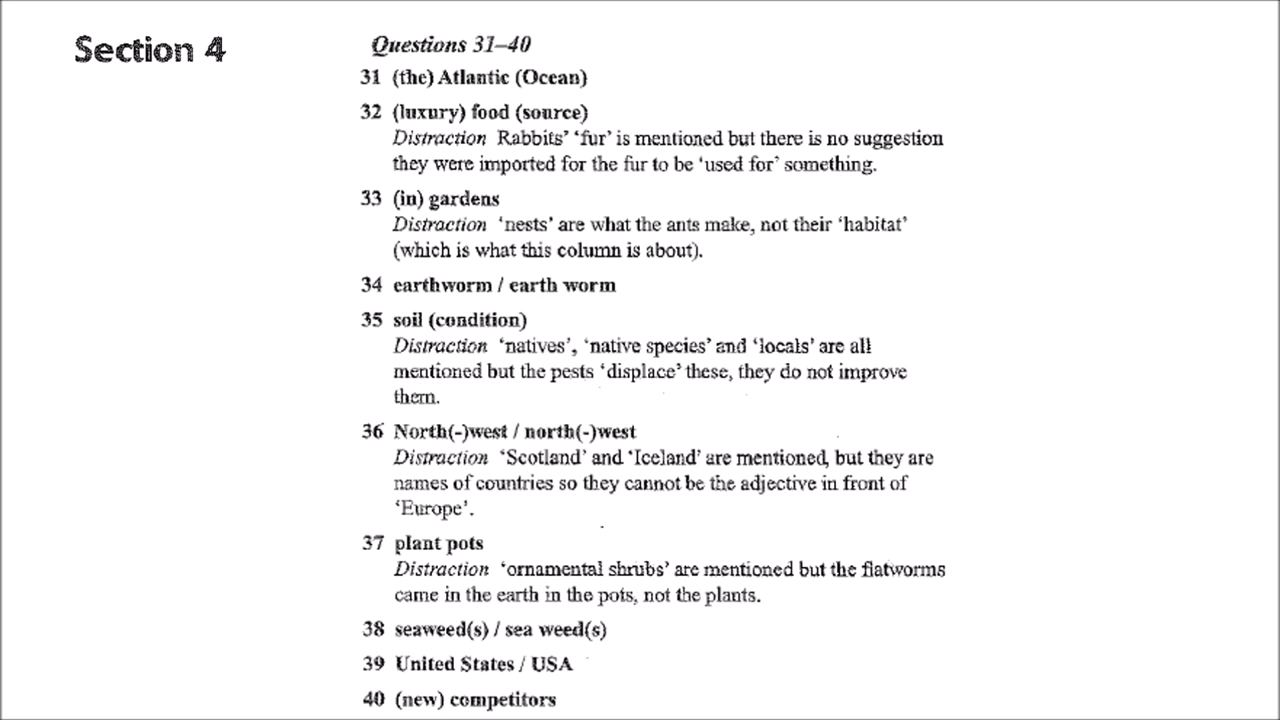 Section 4
Questions 31–40
31 (the) Atlantic (Ocean)
32 (luxury) food (source)
Distraction Rabbits' 'fur' is mentioned but there is no suggestion
they were imported for the fur to be 'used for' something.
33 (in) gardens
Distraction 'nests' are what the ants make, not their 'habitat'
(which is what this column is about).
34 earthworm / earth worm
35 soil (condition)
Distraction 'natives', 'native species' and 'locals' are all
mentioned but the pests 'displace' these, they do not improve
them.
36 North(-)west / north(-)west
Distraction 'Scotland' and 'Iceland' are mentioned, but they are
names of countries so they cannot be the adjective in front of
'Europe'.
37 plant pots
Distraction 'ornamental shrubs' are mentioned but the flatworms
came in the earth in the pots, not the plants.
38 seaweed(s) / sea weed(s)
39 United States / USA
40 (new) competitors